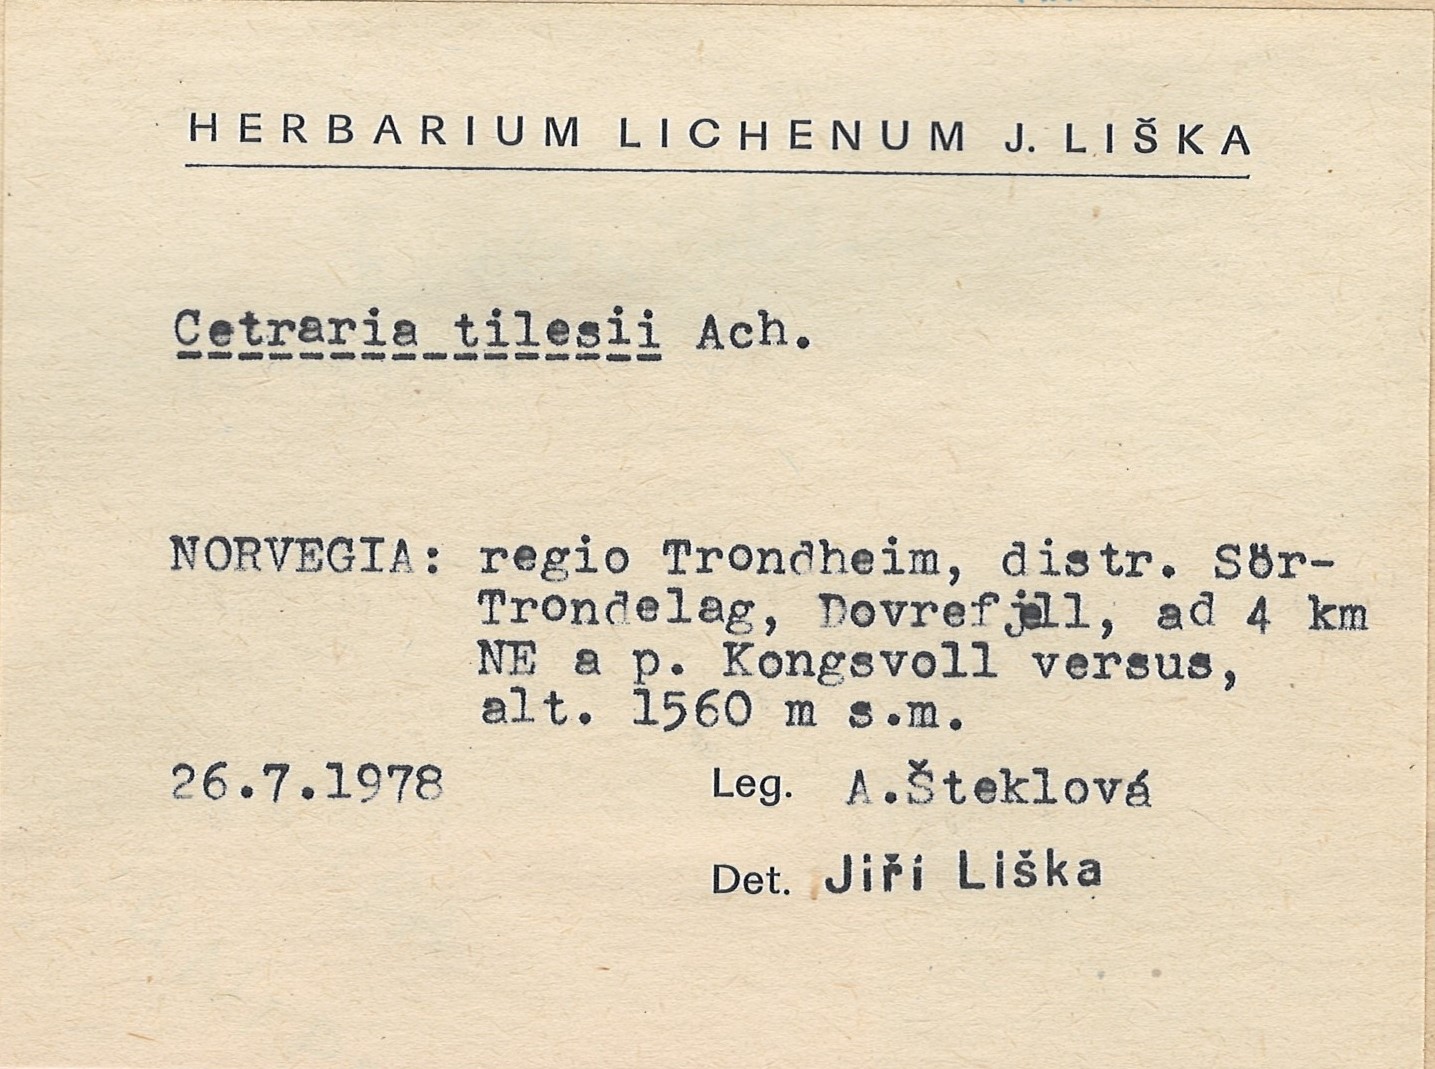 HERBARIUM LICHENUM J. LIŠKA
Cetraria tilesii Ach.
NORVEGIA: regio Trondheim, distr. Sör-
Trondelag, Dovrefjell, ad 4 km
NE a p. Kongsvoll versus,
alt. 1560 m s.m.
26.7.1978 Leg. A.Šteklová
Det. Jiří Liška